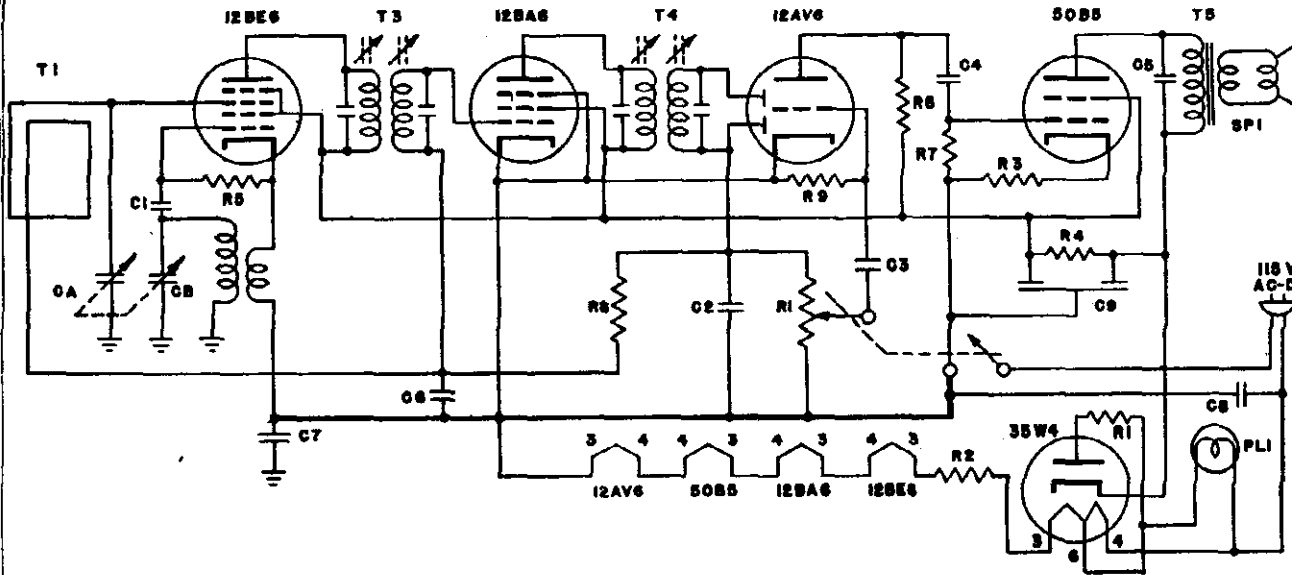 12BE6 T3 12BA6 T4 12AV6 50B5 T5
T1
C4 C5
R6
SP1
R7 R3
R5 R9
C1
R4
C3
115 V
AC-D
CA CB R8 C2 R1 C9
C6
C8
C7
3 4 4 3 4 3 4 3 35W4 R1
R2 PL1
12AV6 50B5 12BA6 12BE6
3 6 4